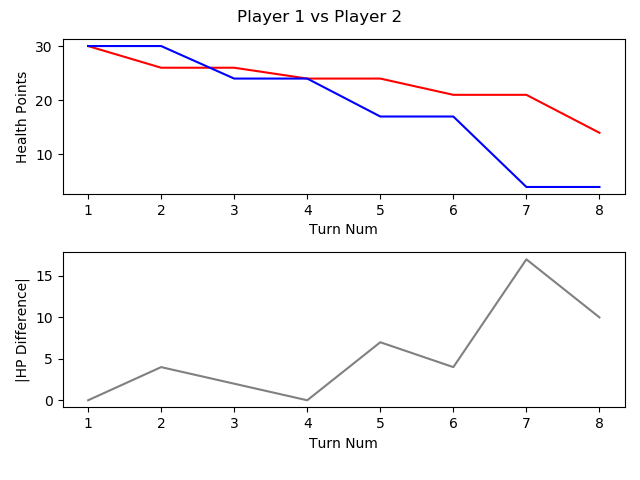 Player 1 vs Player 2
Health Points
30
20
10
1 2 3 4 5 6 7 8
Turn Num
|HP Difference|
15
10
5
0
1 2 3 4 5 6 7 8
Turn Num